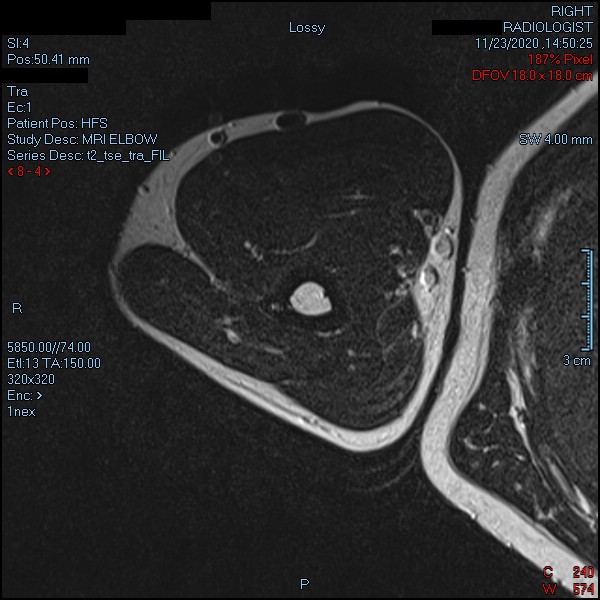 Lossy
RIGHT
RADIOLOGIST
11/23/2020 ,14:50:25
187% Pixel
DFOV 18.0 x 18.0 cm
SI:4
Pos:50.41 mm
Tra
Ec:1
Patient Pos: HFS
Study Desc: MRI ELBOW
Series Desc: t2_tse_tra_FIL
< 8 - 4 >
SW 4.00 mm
R
3 cm
5850.00//74.00
Etl:13 TA:150.00
320x320
Enc: >
1nex
P
C 240
W 574